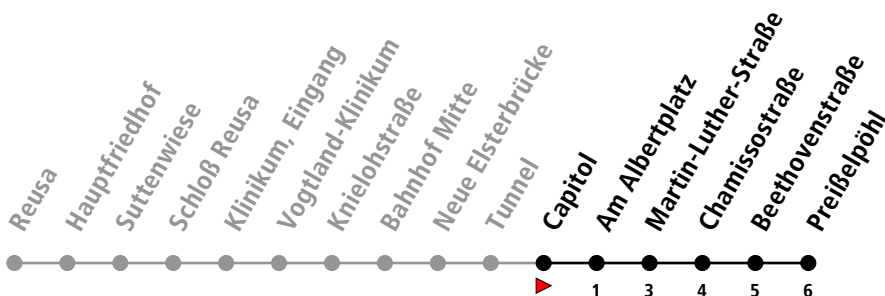 Reusa
Hauptfriedhof
Suttenwiese
Schloß Reusa
Klinikum, Eingang
Vogtland-Klinikum
Knielohstraße
Bahnhof Mitte
Neue Elsterbrücke
Tunnel
Capitol
Am Albertplatz
Martin-Luther-Straße
Chamissostraße
Beethovenstraße
Preißelpöhl
1 3 4 5 6